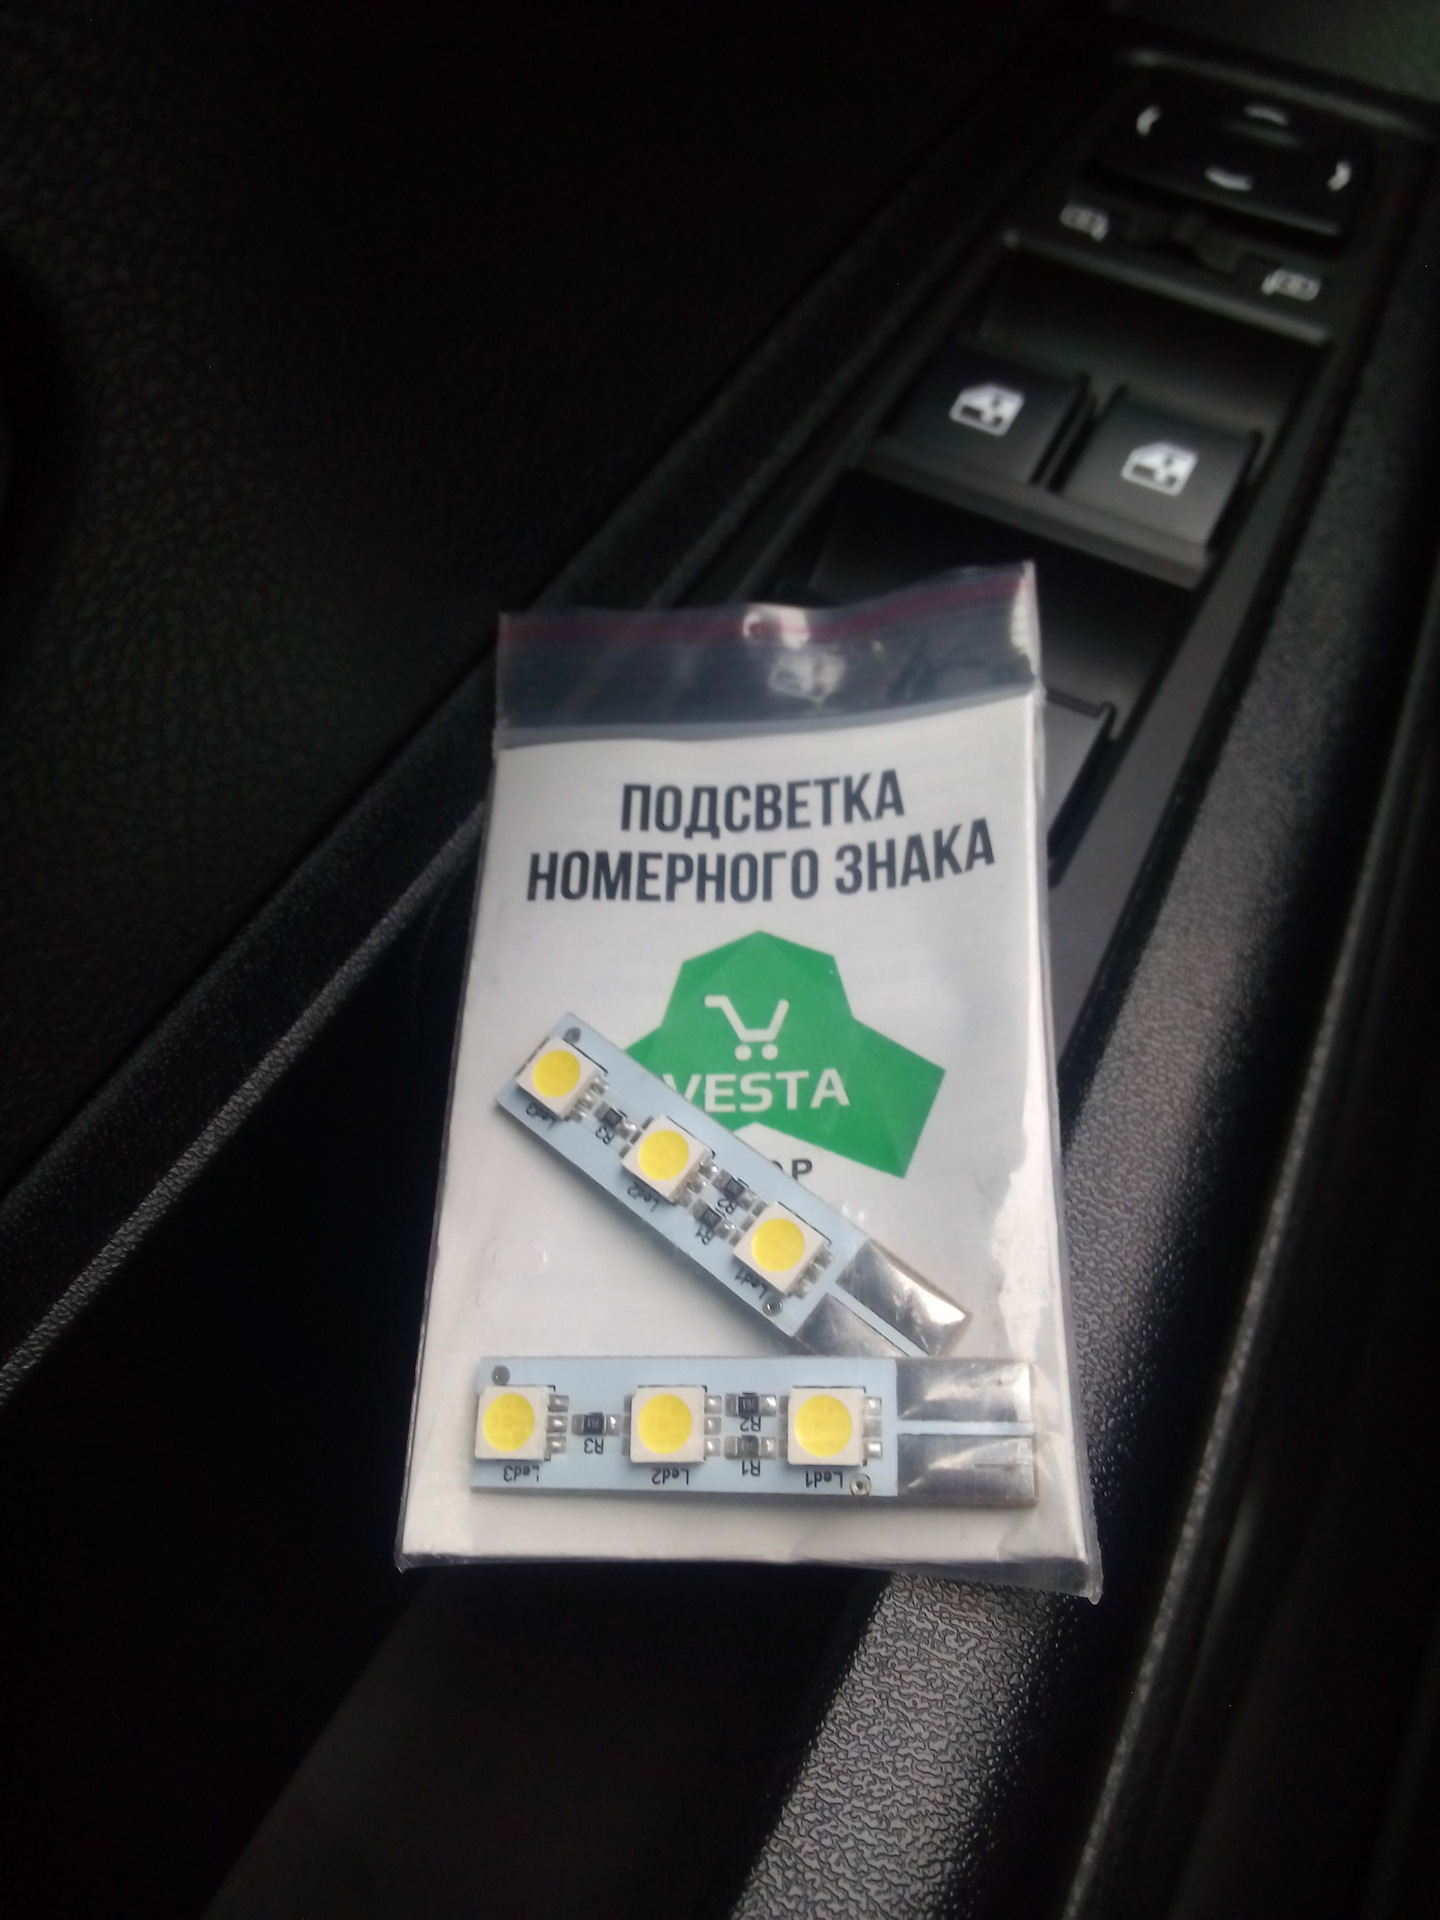 ПОДСВЕТКА
НОМЕРНОГО ЗНАКА
VESTA
Led3
R3
Led2
R2
R1
Led1
R3
R2
R1
Led3
Led2
Led1